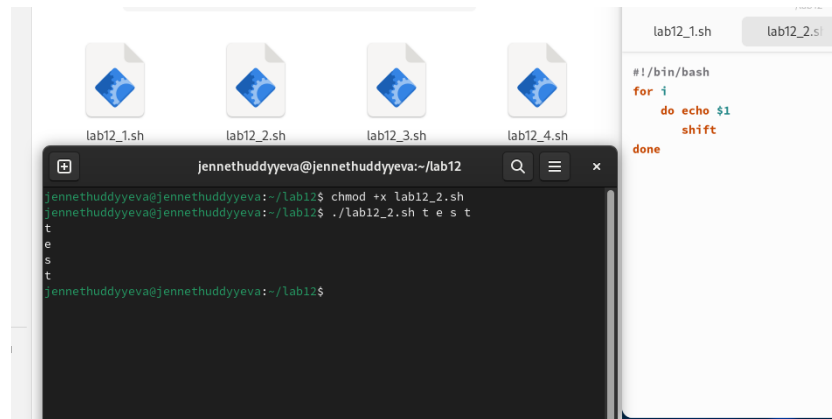 lab12_1.sh
lab12_2.sh
lab12_3.sh
lab12_4.sh
jennethuddyyeva@jennethuddyyeva:~/lab12
jennethuddyyeva@jennethuddyyeva:~/lab12$ chmod +x lab12_2.sh
jennethuddyyeva@jennethuddyyeva:~/lab12$ ./lab12_2.sh t e s t
t
e
s
t
jennethuddyyeva@jennethuddyyeva:~/lab12$
lab12_1.sh lab12_2.s
#!/bin/bash
for i
    do echo $1
       shift
done